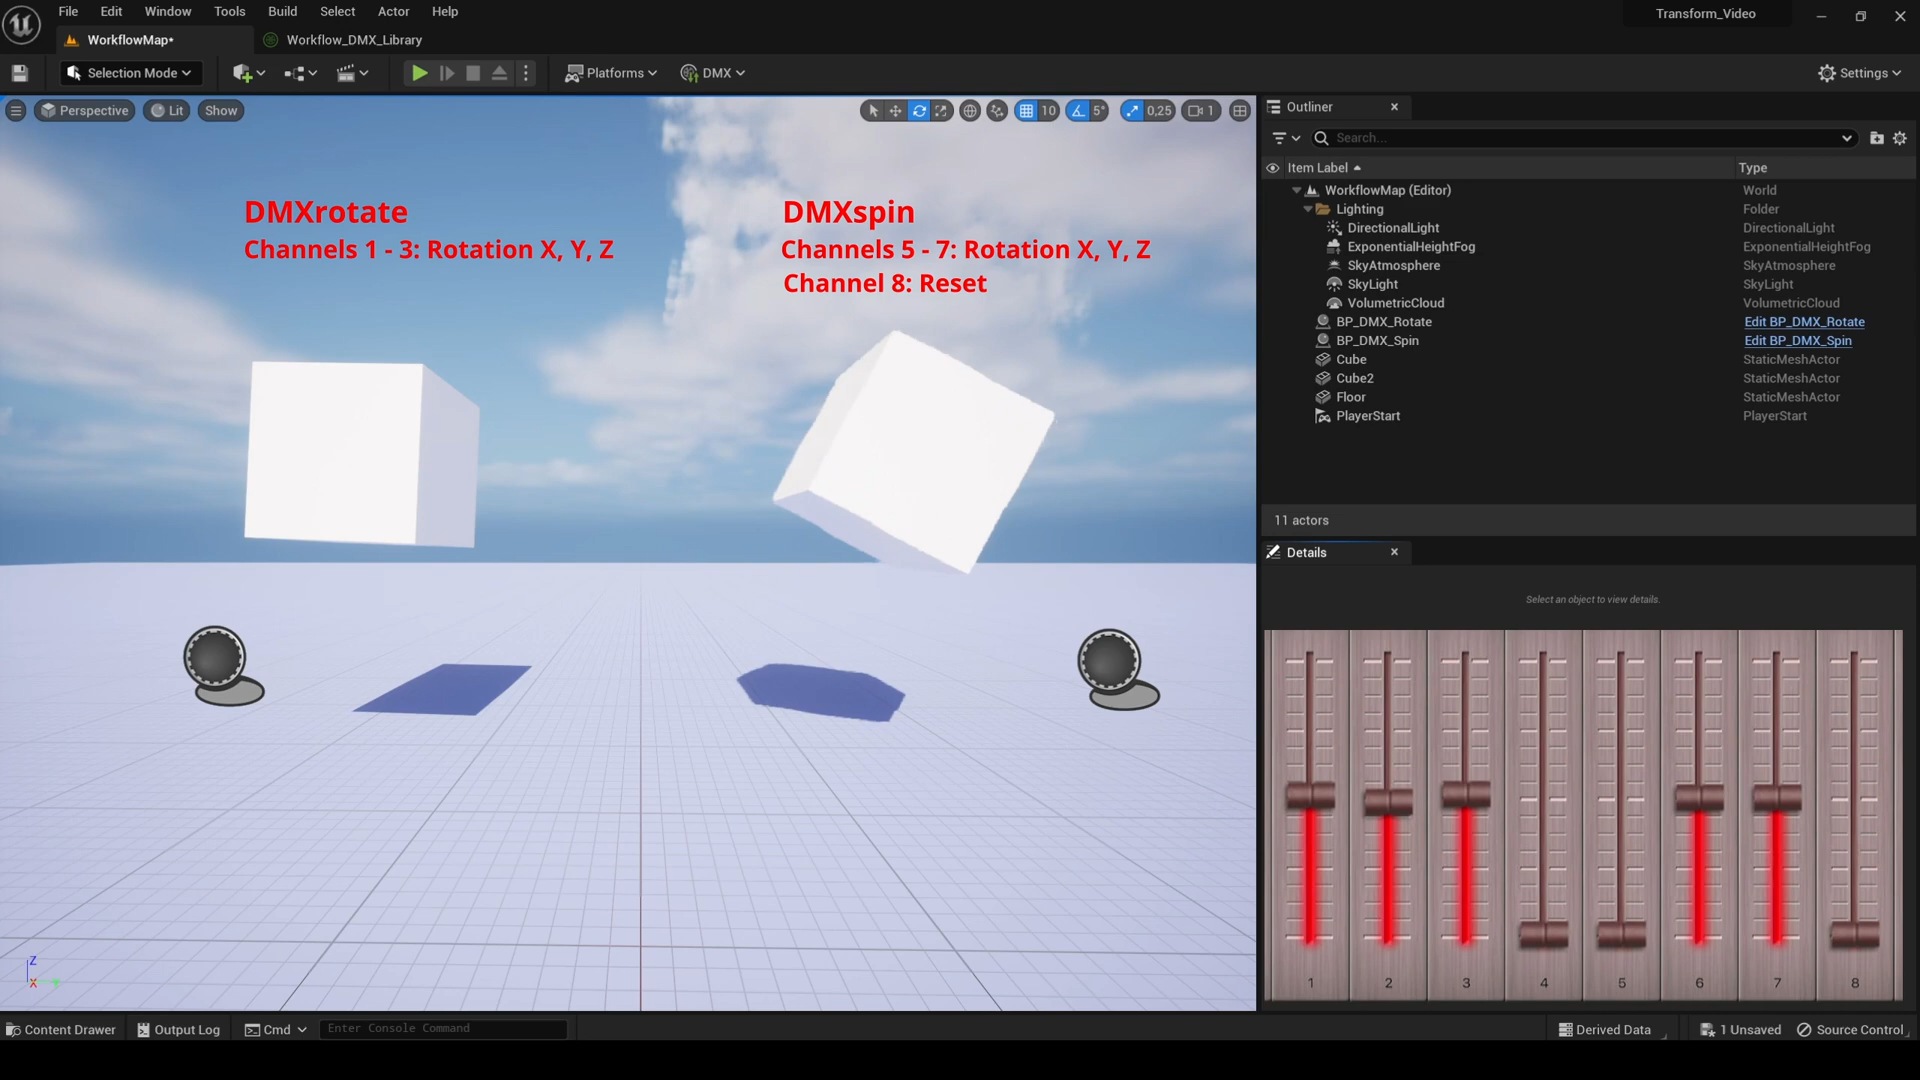 File Edit Window Tools Build Select Actor Help
Transform_Video
WorkflowMap•
Workflow_DMX_Library
Selection Mode
Platforms
DMX
Settings
Perspective
Lit
Show
10
5°
0,25
1
DMXrotate
Channels 1 - 3: Rotation X, Y, Z
DMXspin
Channels 5 - 7: Rotation X, Y, Z
Channel 8: Reset
Z
X
Y
Outliner
Search...
Item Label Type
WorkflowMap (Editor) World
Lighting Folder
DirectionalLight DirectionalLight
ExponentialHeightFog ExponentialHeightFog
SkyAtmosphere SkyAtmosphere
SkyLight SkyLight
VolumetricCloud VolumetricCloud
BP_DMX_Rotate Edit BP_DMX_Rotate
BP_DMX_Spin Edit BP_DMX_Spin
Cube StaticMeshActor
Cube2 StaticMeshActor
Floor StaticMeshActor
PlayerStart PlayerStart
11 actors
Details
Select an object to view details.
1 2 3 4 5 6 7 8
Content Drawer
Output Log
Cmd
Enter Console Command
Derived Data
1 Unsaved
Source Control